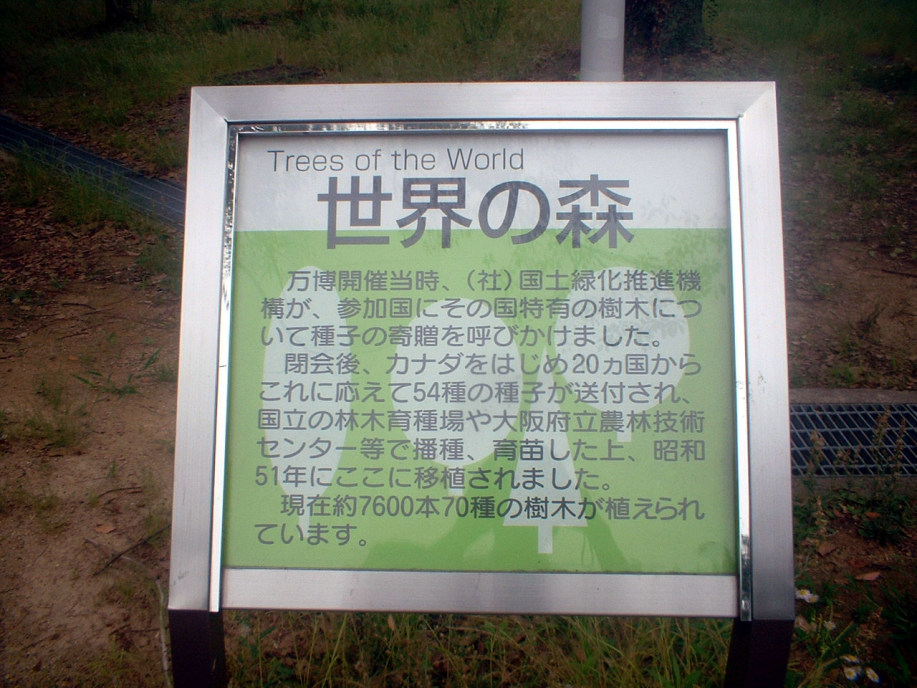 Trees of the World
世界の森
万博開催当時、（社）国土緑化推進機
構が、参加国にその国特有の樹木につ
いて種子の寄贈を呼びかけました。
閉会後、カナダをはじめ20ヵ国から
これに応えて54種の種子が送付され、
国立の林木育種場や大阪府立農林技術
センター等で播種、育苗した上、昭和
51年にここに移植されました。
現在約7600本70種の樹木が植えられ
ています。